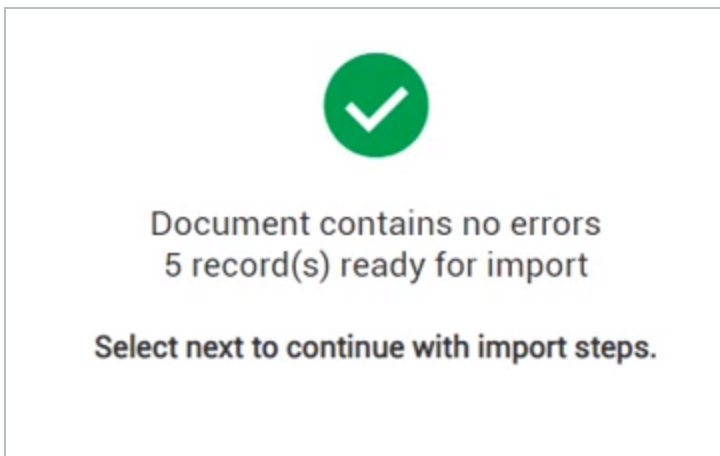 Document contains no errors
5 record(s) ready for import
Select next to continue with import steps.